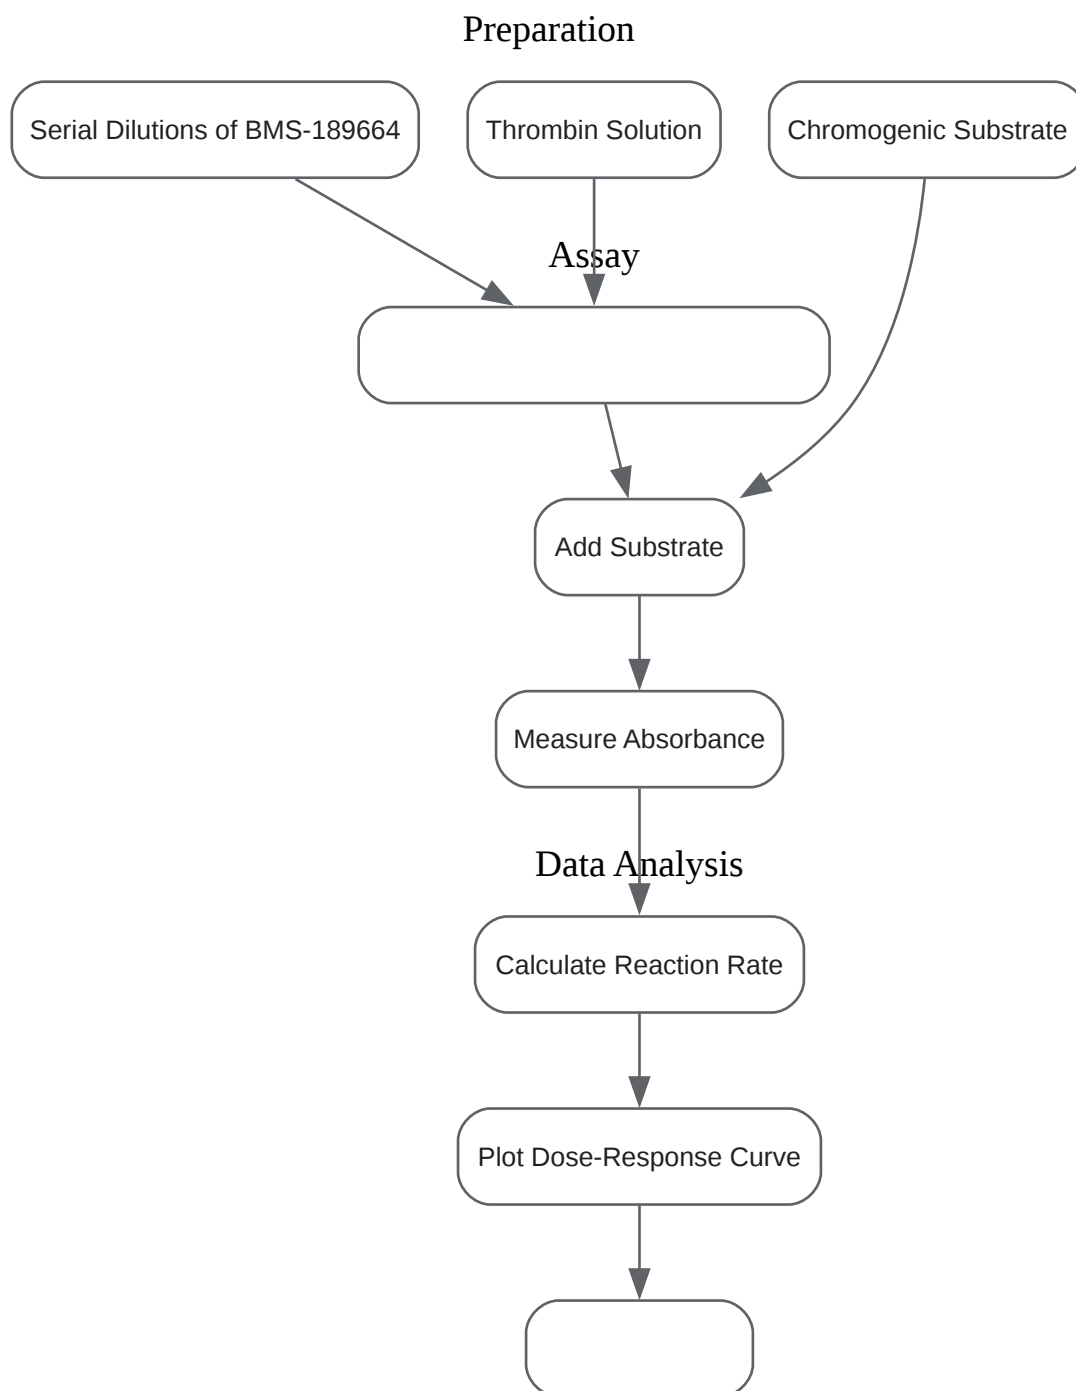 Preparation
Serial Dilutions of BMS-189664
Thrombin Solution
Chromogenic Substrate
Assay
Add Substrate
Measure Absorbance
Data Analysis
Calculate Reaction Rate
Plot Dose-Response Curve